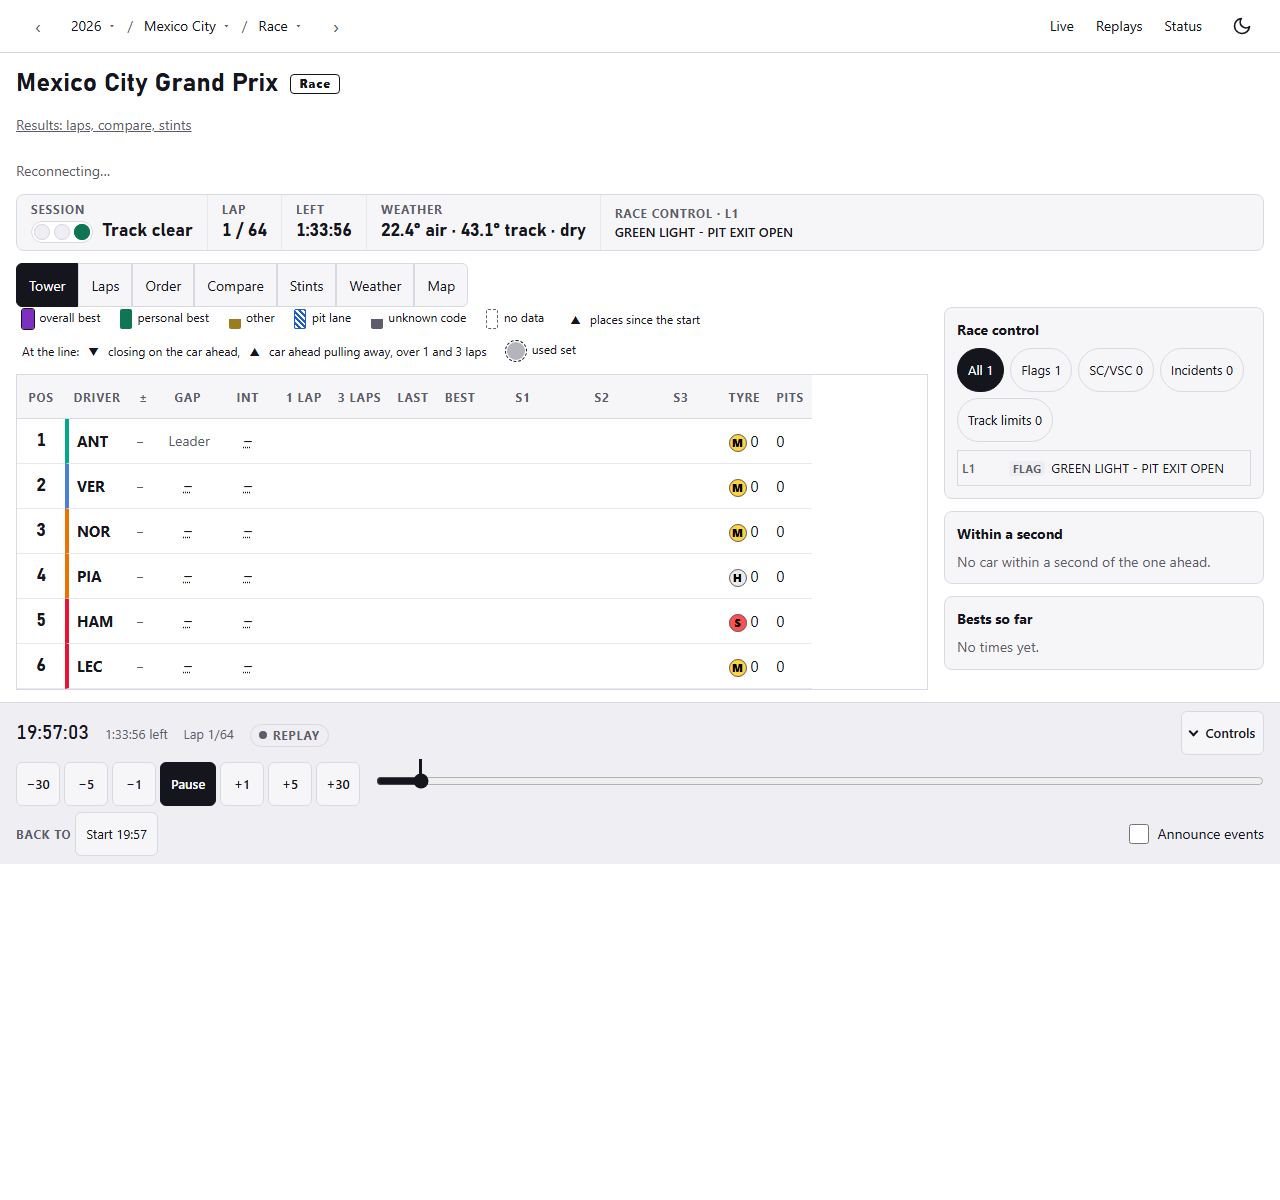 ‹ 2026 / Mexico City / Race › Live Replays Status
Mexico City Grand Prix Race
Results: laps, compare, stints
Reconnecting...
SESSION LAP LEFT WEATHER RACE CONTROL · L1
Track clear 1 / 64 1:33:56 22.4° air · 43.1° track · dry GREEN LIGHT - PIT EXIT OPEN
Tower Laps Order Compare Stints Weather Map
overall best personal best other pit lane unknown code no data ▲ places since the start
At the line: ▼ closing on the car ahead, ▲ car ahead pulling away, over 1 and 3 laps used set
POS DRIVER ± GAP INT 1 LAP 3 LAPS LAST BEST S1 S2 S3 TYRE PITS
1 ANT – Leader – M 0 0
2 VER – – – M 0 0
3 NOR – – – M 0 0
4 PIA – – – H 0 0
5 HAM – – – S 0 0
6 LEC – – – M 0 0
Race control
All 1 Flags 1 SC/VSC 0 Incidents 0
Track limits 0
L1 FLAG GREEN LIGHT - PIT EXIT OPEN
Within a second
No car within a second of the one ahead.
Bests so far
No times yet.
19:57:03 1:33:56 left Lap 1/64 REPLAY Controls
−30 −5 −1 Pause +1 +5 +30
BACK TO Start 19:57 Announce events